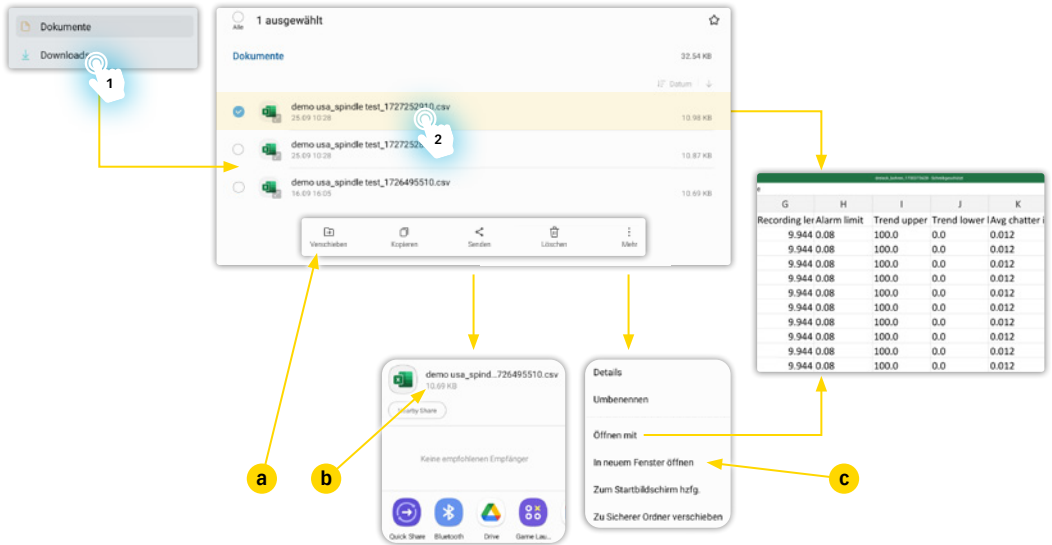 Dokumente
Downloads
1
Alle
1 ausgewählt
Dokumente
32.54 KB
Datum
demo usa_spindle test_1727252910.csv
25.09 10:28
10.98 KB
2
demo usa_spindle test_172725
25.09 10:28
10.87 KB
demo usa_spindle test_1726495510.csv
16.09 16:05
10.69 KB
Verschieben
Kopieren
Senden
Löschen
Mehr
G H I J K
Recording ler Alarm limit Trend upper Trend lower l Avg chatter i
9.944 0.08 100.0 0.0 0.012
9.944 0.08 100.0 0.0 0.012
9.944 0.08 100.0 0.0 0.012
9.944 0.08 100.0 0.0 0.012
9.944 0.08 100.0 0.0 0.012
9.944 0.08 100.0 0.0 0.012
9.944 0.08 100.0 0.0 0.012
9.944 0.08 100.0 0.0 0.012
9.944 0.08 100.0 0.0 0.012
9.944 0.08 100.0 0.0 0.012
demo usa_spind...726495510.csv
10.69 KB
Nearby Share
Keine empfohlenen Empfänger
Quick Share
Bluetooth
Drive
Game Lau...
Details
Umbenennen
Öffnen mit
In neuem Fenster öffnen
Zum Startbildschirm hzfg.
Zu Sicherer Ordner verschieben
a
b
c